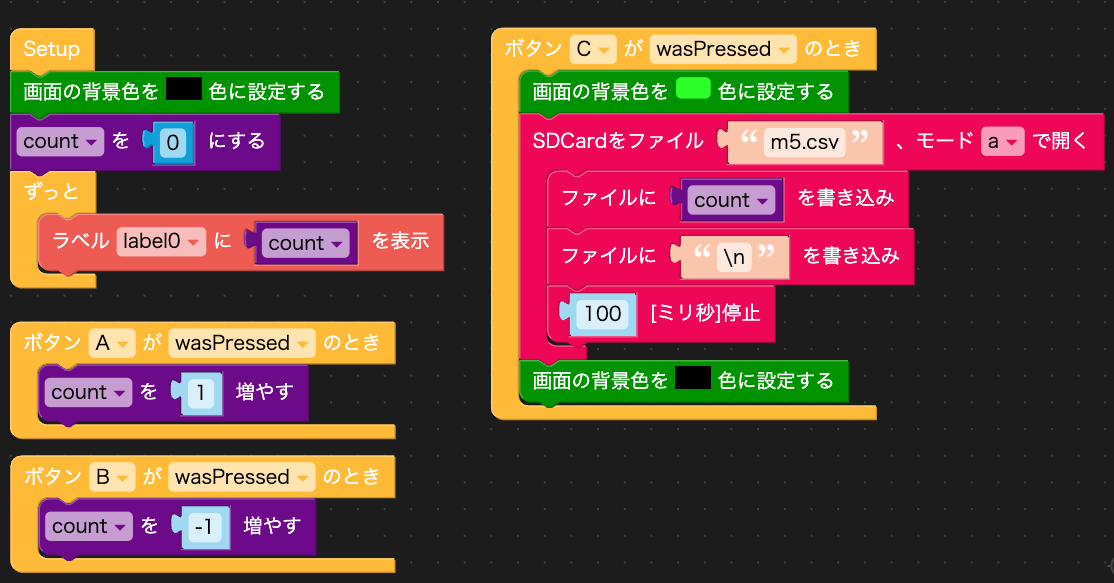 Setup
画面の背景色を 色に設定する
count を 0 にする
ずっと
ラベル label0 に count を表示
ボタン A が wasPressed のとき
count を 1 増やす
ボタン B が wasPressed のとき
count を -1 増やす
ボタン C が wasPressed のとき
画面の背景色を 色に設定する
SDCardをファイル “ m5.csv ” 、モード a で開く
ファイルに count を書き込み
ファイルに “ \n ” を書き込み
100 [ミリ秒]停止
画面の背景色を 色に設定する